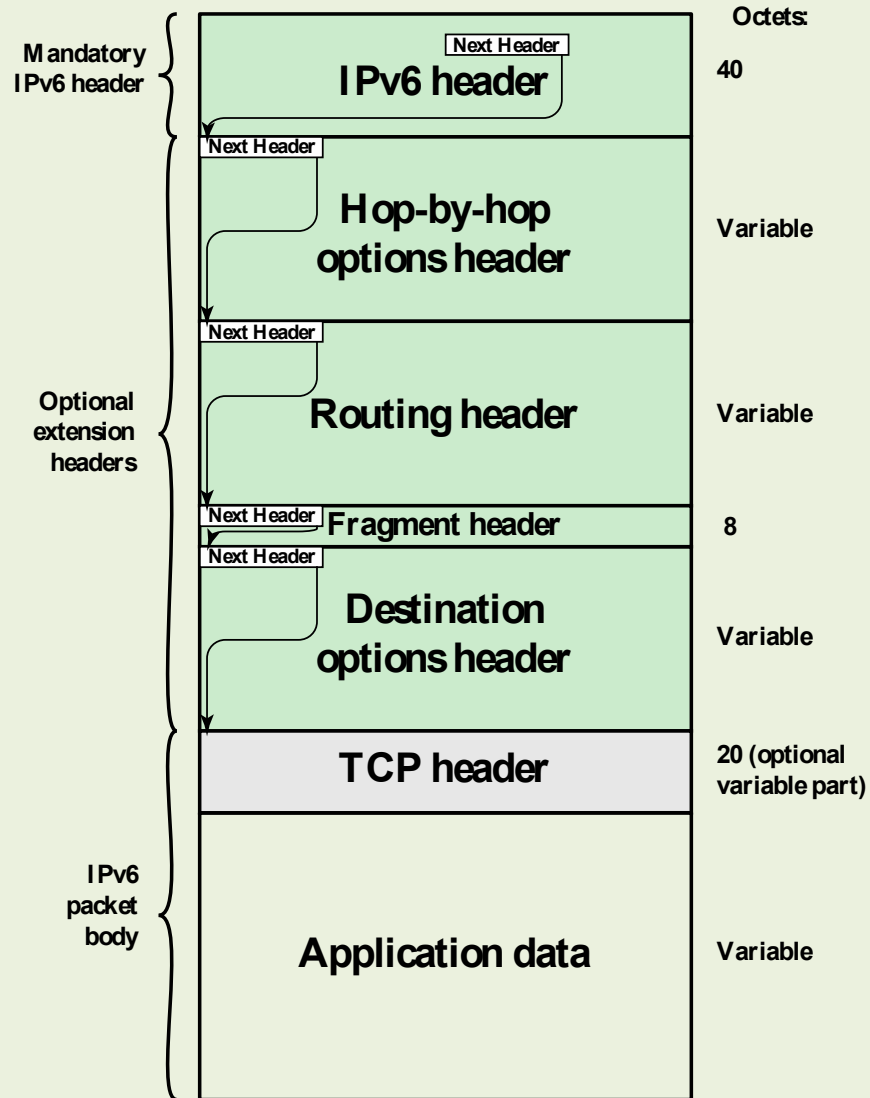 Octets:
Mandatory
IPv6 header
Next Header
IPv6 header
40
Next Header
Hop-by-hop
options header
Variable
Optional
extension
headers
Next Header
Routing header
Variable
Next Header
Fragment header
8
Next Header
Destination
options header
Variable
TCP header
20 (optional
variable part)
IPv6
packet
body
Application data
Variable